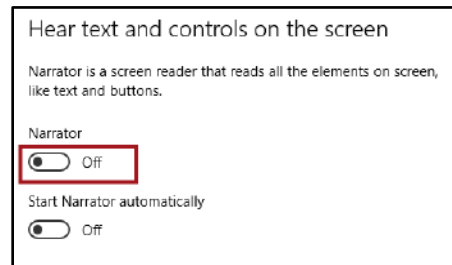 Hear text and controls on the screen
Narrator is a screen reader that reads all the elements on screen,
like text and buttons.
Narrator
Off
Start Narrator automatically
Off